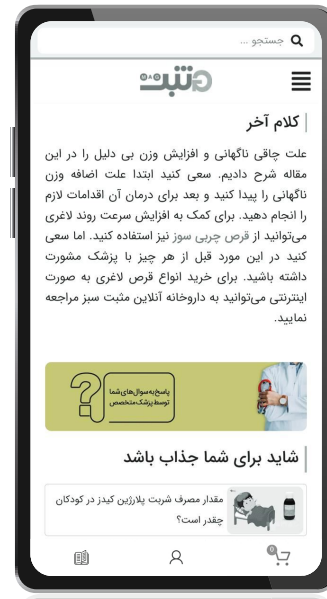 جستجو ...
مثبت سبز
کلام آخر
علت چاقی ناگهانی و افزایش وزن بی دلیل را در این
مقاله شرح دادیم. سعی کنید ابتدا علت اضافه وزن
ناگهانی را پیدا کنید و بعد برای درمان آن اقدامات لازم
را انجام دهید. برای کمک به افزایش سرعت روند لاغری
می‌توانید از قرص چربی سوز نیز استفاده کنید. اما سعی
کنید در این مورد قبل از هر چیز با پزشک مشورت
داشته باشید. برای خرید انواع قرص لاغری به صورت
اینترنتی می‌توانید به داروخانه آنلاین مثبت سبز مراجعه
نمایید.
پاسخ به سوال‌های شما
توسط پزشک متخصص
شاید برای شما جذاب باشد
مقدار مصرف شربت پلارژین کیدز در کودکان
چقدر است؟
0